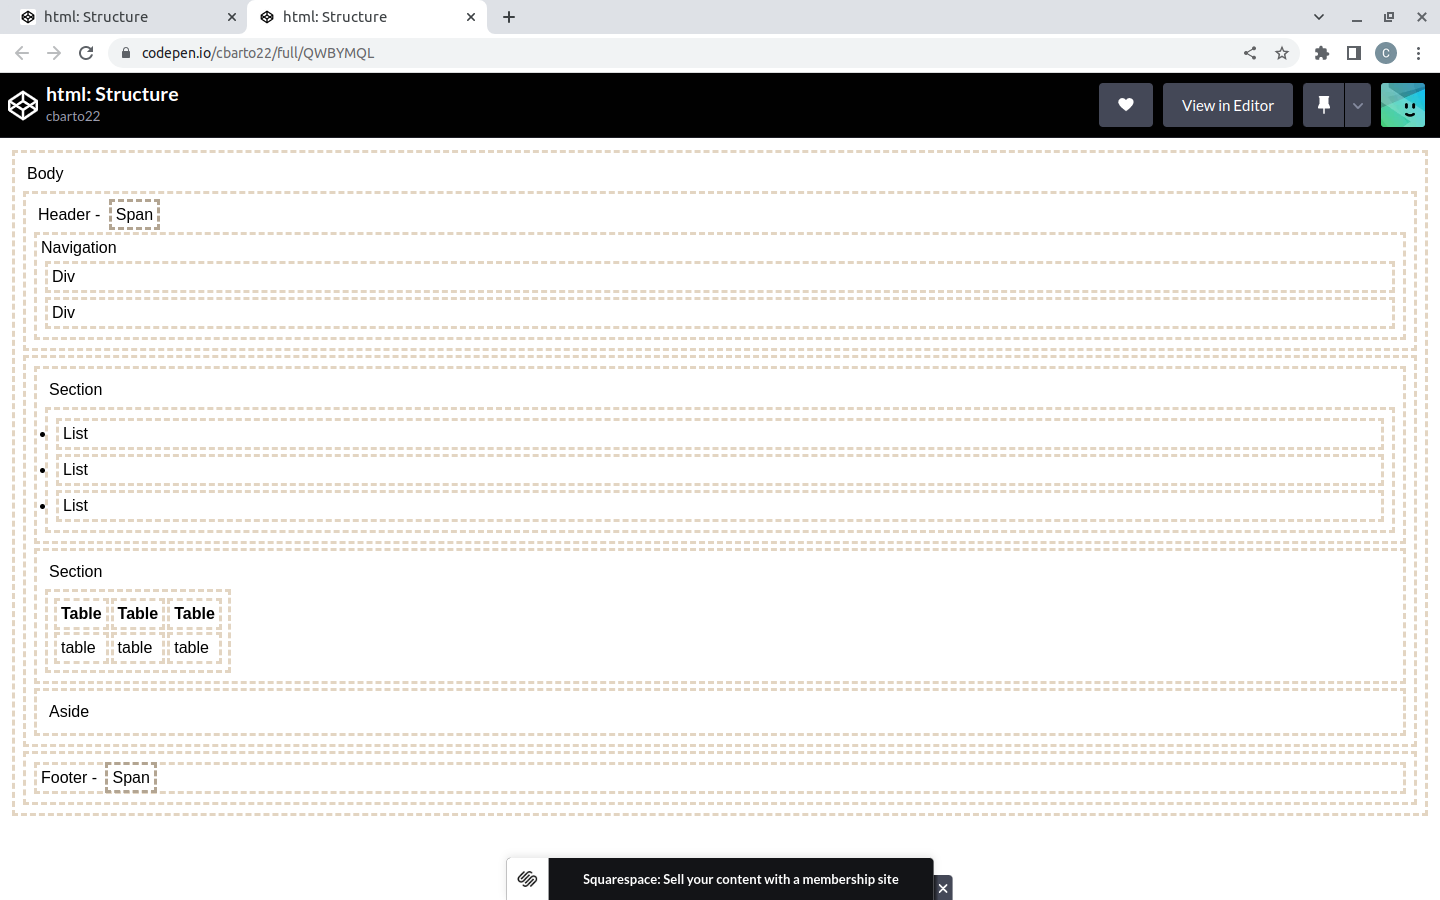 html: Structure
html: Structure
codepen.io/cbarto22/full/QWBYMQL
C
html: Structure
cbarto22
View in Editor
Body
Header - Span
Navigation
Div
Div
Section
List
List
List
Section
Table Table Table
table table table
Aside
Footer - Span
Squarespace: Sell your content with a membership site